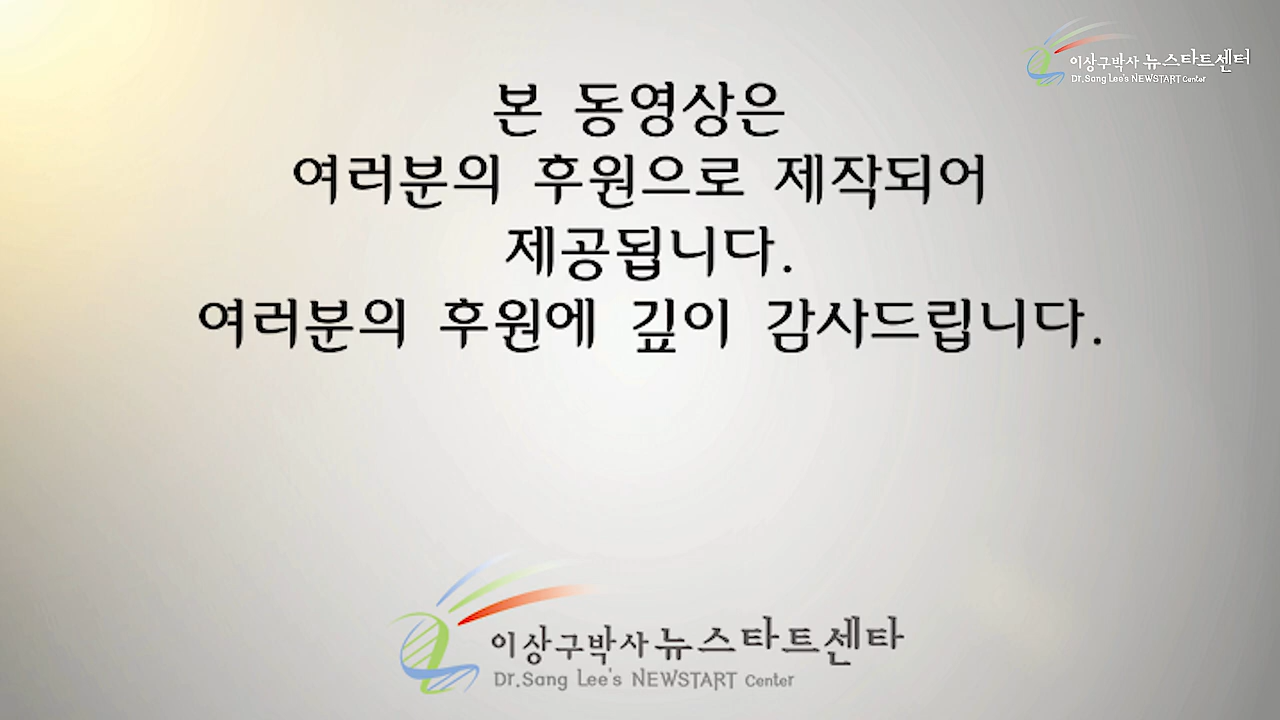 이상구박사 뉴스타트센터
Dr.Sang Lee's NEWSTART Center
본 동영상은
여러분의 후원으로 제작되어
제공됩니다.
여러분의 후원에 깊이 감사드립니다.
이상구박사 뉴스타트센타
Dr.Sang Lee's NEWSTART Center